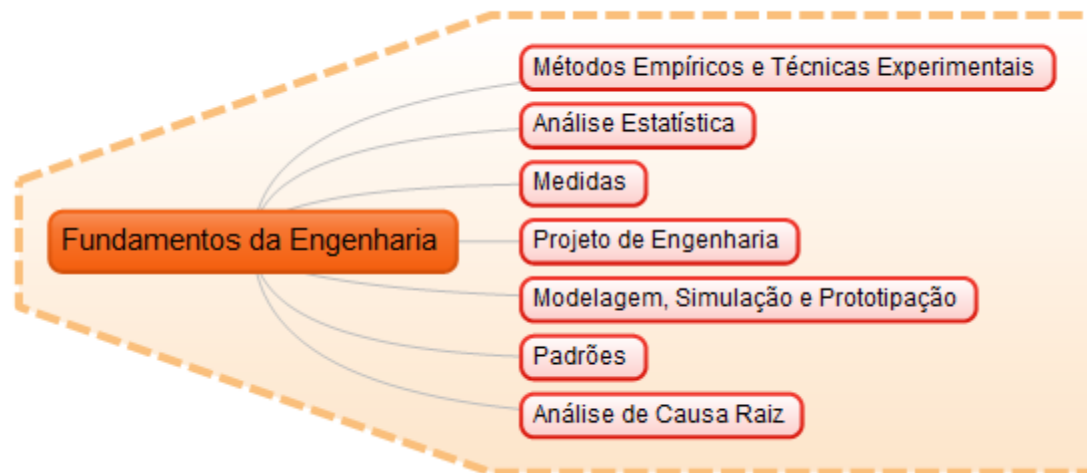 Métodos Empíricos e Técnicas Experimentais
Análise Estatística
Medidas
Fundamentos da Engenharia
Projeto de Engenharia
Modelagem, Simulação e Prototipação
Padrões
Análise de Causa Raiz